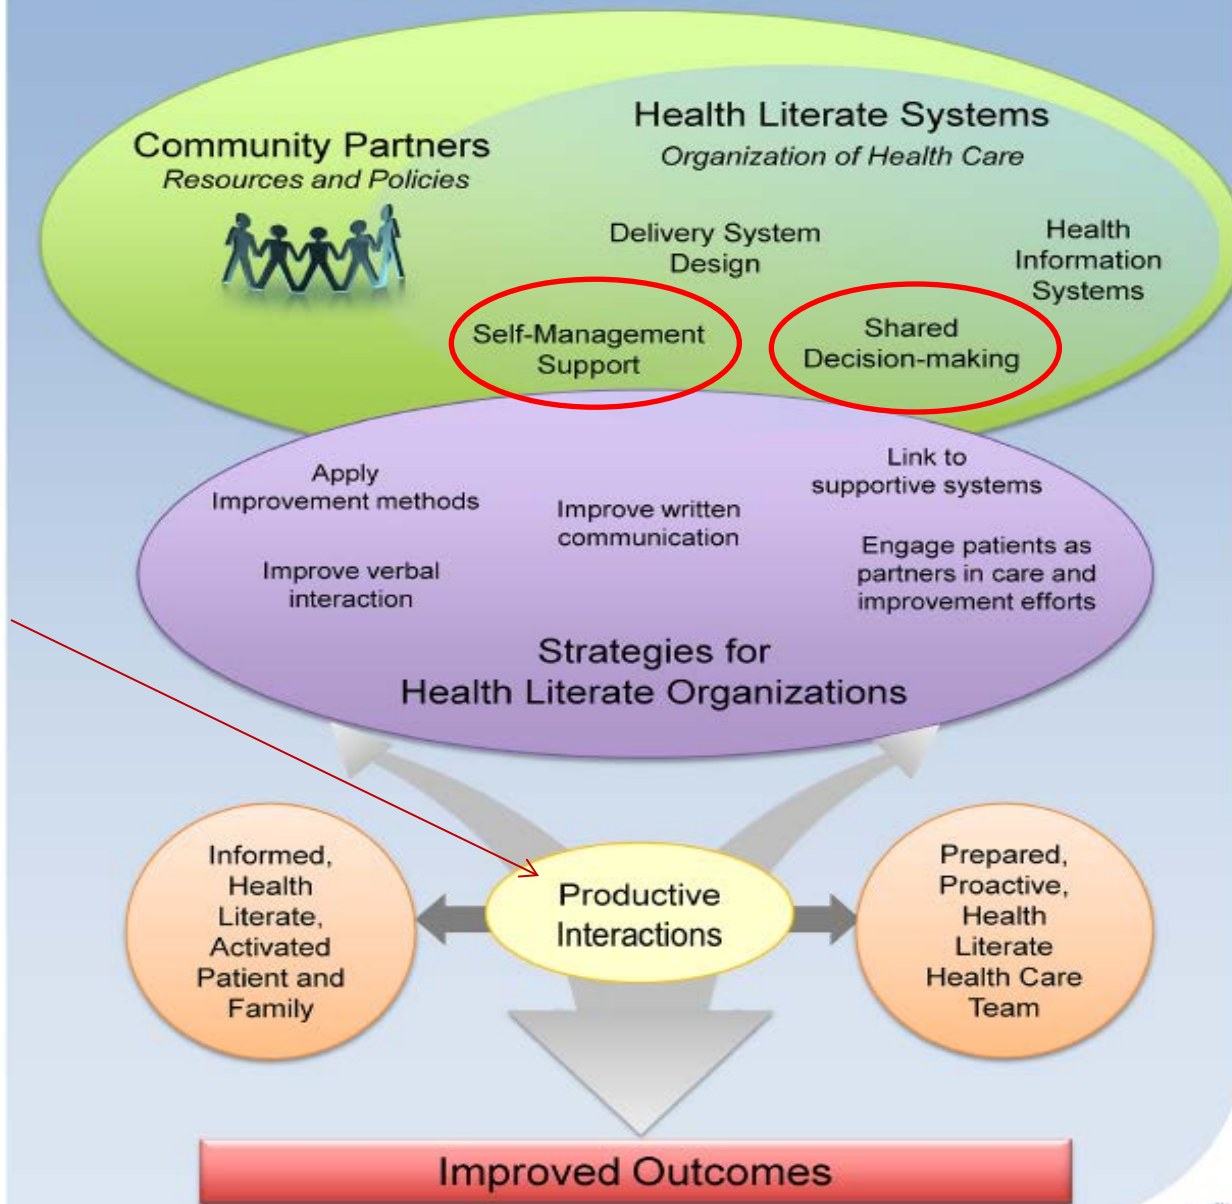 Community Partners
Resources and Policies
Health Literate Systems
Organization of Health Care
Delivery System
Design
Health
Information
Systems
Self-Management
Support
Shared
Decision-making
Apply
Improvement methods
Improve written
communication
Link to
supportive systems
Improve verbal
interaction
Engage patients as
partners in care and
improvement efforts
Strategies for
Health Literate Organizations
Informed,
Health
Literate,
Activated
Patient and
Family
Productive
Interactions
Prepared,
Proactive,
Health
Literate
Health Care
Team
Improved Outcomes